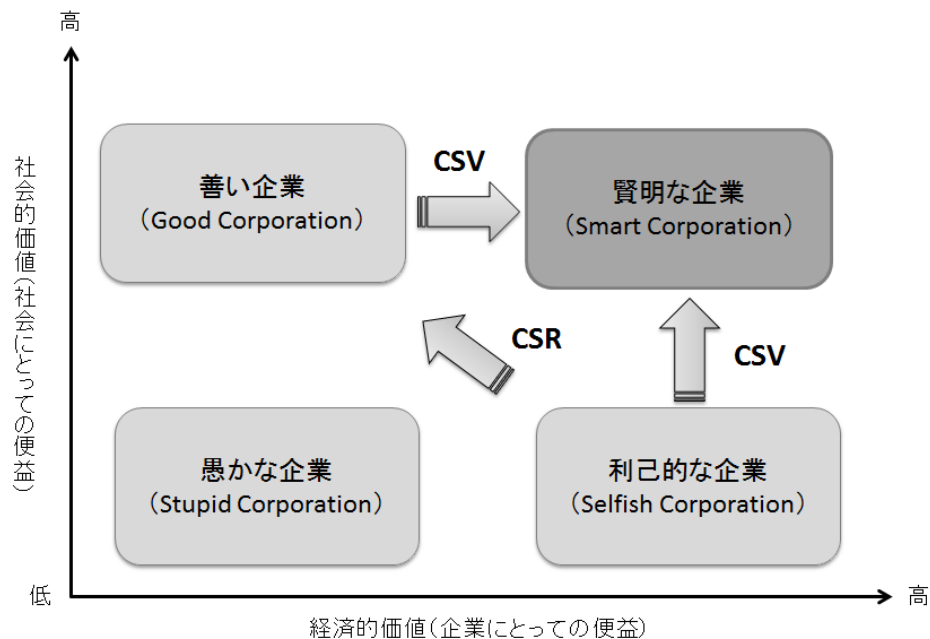 高
社会的価値(社会にとっての便益)
善い企業
（Good Corporation）
CSV
賢明な企業
（Smart Corporation）
CSR
CSV
愚かな企業
（Stupid Corporation）
利己的な企業
（Selfish Corporation）
低
高
経済的価値(企業にとっての便益)